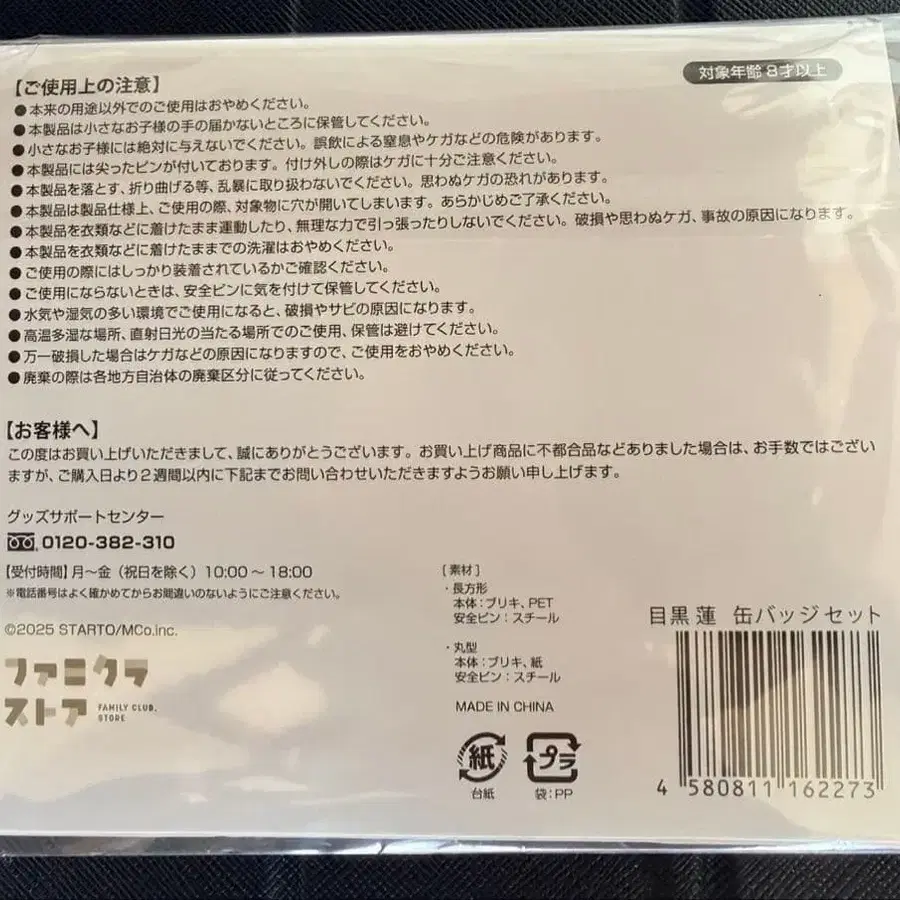 対象年齢 8才以上
【ご使用上の注意】
●本来の用途以外でのご使用はおやめください。
●本製品は小さなお子様の手の届かないところに保管してください。
●小さなお子様には絶対に与えないでください。誤飲による窒息やケガなどの危険があります。
●本製品には尖ったピンが付いております。付け外しの際はケガに十分ご注意ください。
●本製品を落とす、折り曲げる等、乱暴に取り扱わないでください。思わぬケガの恐れがあります。
●本製品は製品仕様上、ご使用の際、対象物に穴が開いてしまいます。あらかじめご了承ください。
●本製品を衣類などに着けたまま運動したり、無理な力で引っ張ったりしないでください。破損や思わぬケガ、事故の原因になります。
●本製品を衣類などに着けたままでの洗濯はおやめください。
●ご使用の際にはしっかり装着されているかご確認ください。
●ご使用にならないときは、安全ピンに気を付けて保管してください。
●水気や湿気の多い環境でご使用になると、破損やサビの原因になります。
●高温多湿な場所、直射日光の当たる場所でのご使用、保管は避けてください。
●万一破損した場合はケガなどの原因になりますので、ご使用をおやめください。
●廃棄の際は各地方自治体の廃棄区分に従ってください。
【お客様へ】
この度はお買い上げいただきまして、誠にありがとうございます。お買い上げ商品に不都合品などありました場合は、お手数ではござい
ますが、ご購入日より2週間以内に下記までお問い合わせいただきますようお願い申し上げます。
グッズサポートセンター
0120-382-310
【受付時間】月〜金（祝日を除く）10:00〜18:00
※電話番号はよく確かめてからお間違いのないようにご注意ください。
©2025 STARTO/MCo.inc.
ファミクラ
ストア
FAMILY CLUB.
STORE
[素材]
・長方形
本体：ブリキ、PET
安全ピン：スチール
・丸型
本体：ブリキ、紙
安全ピン：スチール
MADE IN CHINA
紙
台紙
プラ
袋：PP
目黒 蓮 缶バッジセット
4 580811 162273